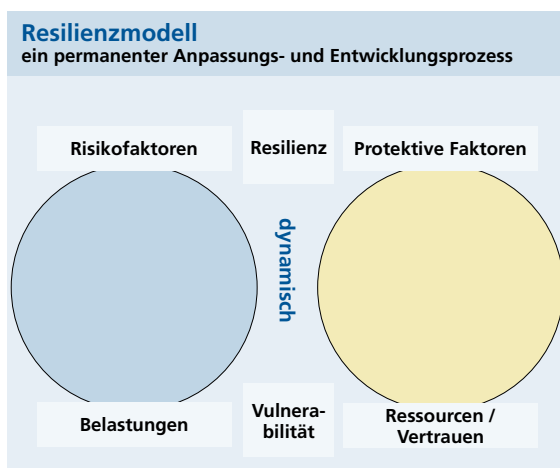 Resilienzmodell
ein permanenter Anpassungs- und Entwicklungsprozess
Risikofaktoren
Resilienz
Protektive Faktoren
dynamisch
Belastungen
Vulnera-
bilität
Ressourcen /
Vertrauen